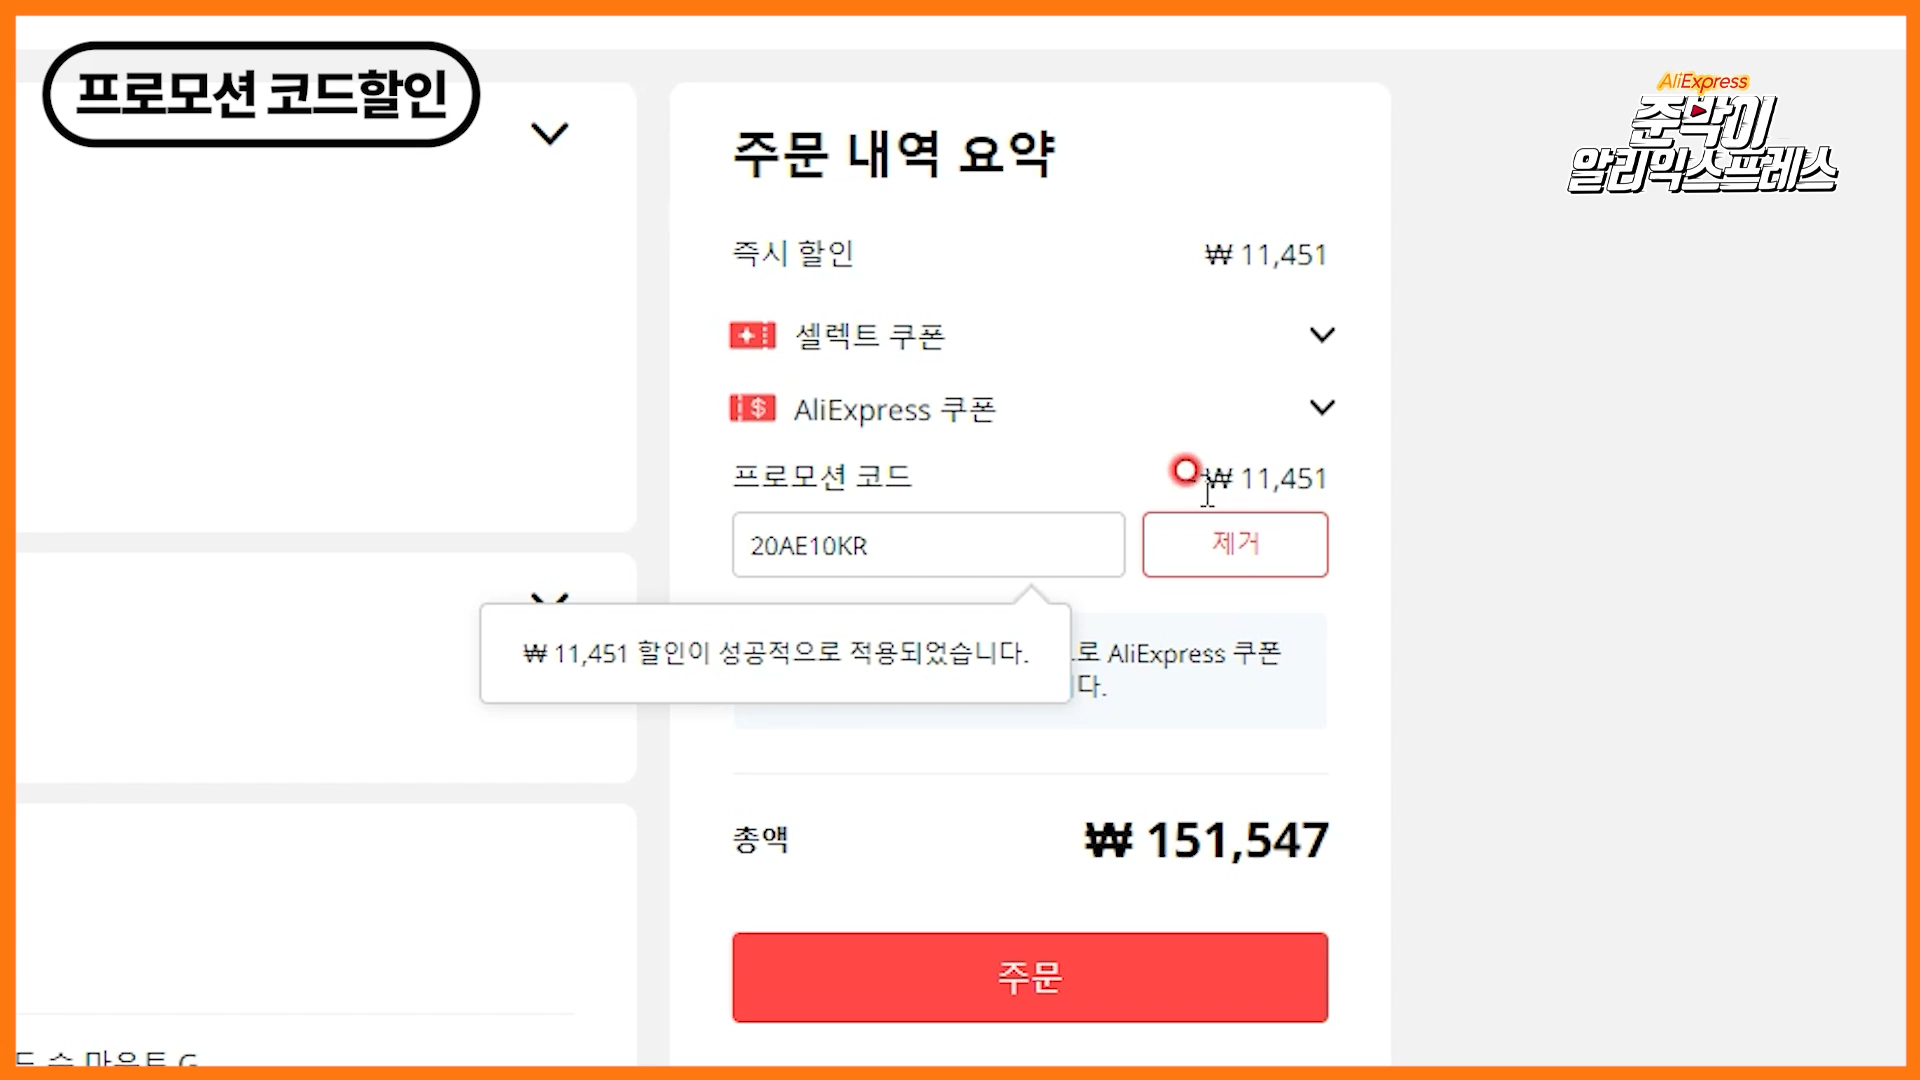 프로모션 코드할인
AliExpress
준박이
알리익스프레스
주문 내역 요약
즉시 할인
₩ 11,451
셀렉트 쿠폰
AliExpress 쿠폰
프로모션 코드
-₩ 11,451
20AE10KR
제거
₩ 11,451 할인이 성공적으로 적용되었습니다.
로 AliExpress 쿠폰
다.
총액
₩ 151,547
주문